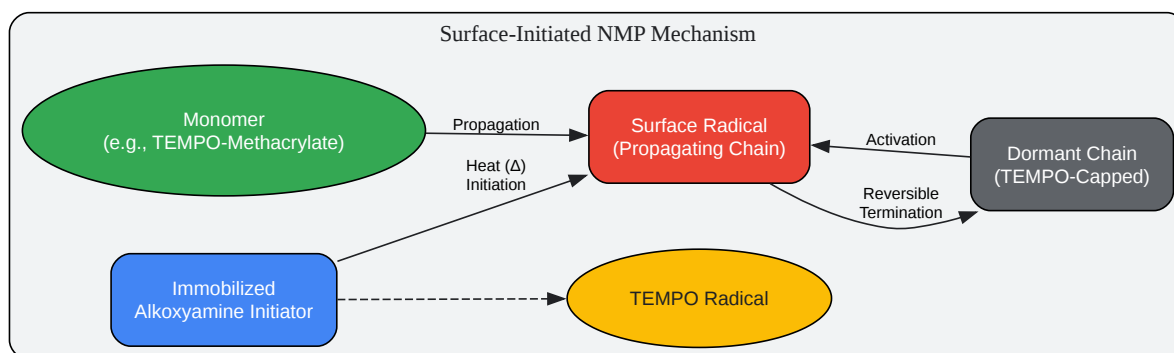 Surface-Initiated NMP Mechanism
Monomer
(e.g., TEMPO-Methacrylate)
Propagation
Heat (Δ)
Initiation
Surface Radical
(Propagating Chain)
Activation
Reversible
Termination
Dormant Chain
(TEMPO-Capped)
Immobilized
Alkoxyamine Initiator
TEMPO Radical